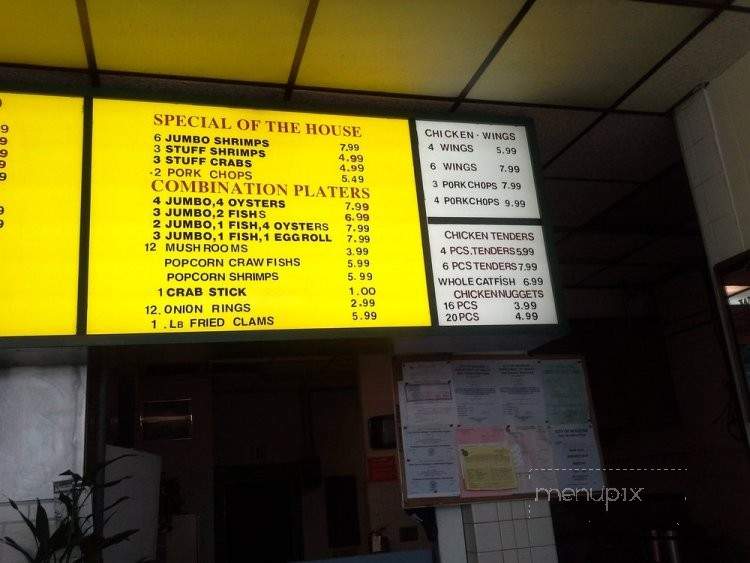 SPECIAL OF THE HOUSE
6 JUMBO SHRIMPS 7.99
3 STUFF SHRIMPS 4.99
3 STUFF CRABS 4.99
2 PORK CHOPS 5.49
COMBINATION PLATERS
4 JUMBO,4 OYSTERS 7.99
3 JUMBO,2 FISHS 6.99
2 JUMBO,1 FISH,4 OYSTERS 7.99
3 JUMBO,1 FISH,1 EGGROLL 7.99
12 MUSHROOMS 3.99
POPCORN CRAWFISHS 5.99
POPCORN SHRIMPS 5.99
1 CRAB STICK 1.00
12. ONION RINGS 2.99
1 . LB FRIED CLAMS 5.99
CHICKEN - WINGS
4 WINGS 5.99
6 WINGS 7.99
3 PORKCHOPS 7.99
4 PORKCHOPS 9.99
CHICKEN TENDERS
4 PCS,TENDERS 5.99
6 PCS TENDERS 7.99
WHOLE CATFISH 6.99
CHICKEN NUGGETS
16 PCS 3.99
20 PCS 4.99
menupix